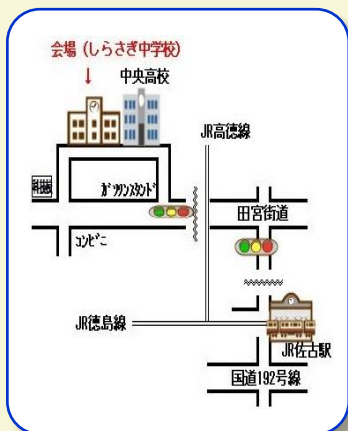 会場（しらさぎ中学校）
↓
中央高校
JR高徳線
ｶﾞｿﾘﾝｽﾀﾝﾄﾞ
田宮街道
ｺﾝﾋﾞﾆ
JR徳島線
JR佐古駅
国道192号線